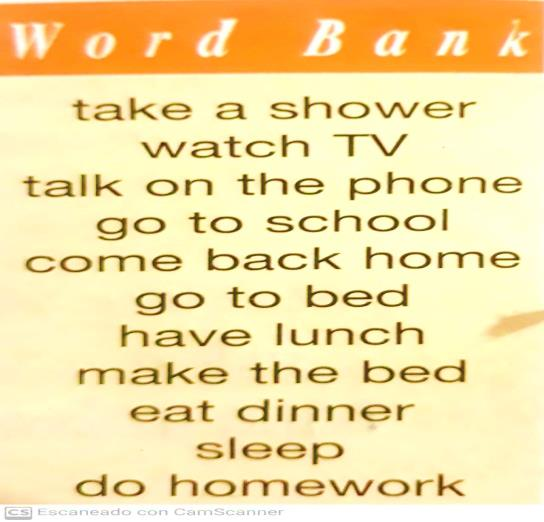 Word Bank
take a shower
watch TV
talk on the phone
go to school
come back home
go to bed
have lunch
make the bed
eat dinner
sleep
do homework
CS Escaneado con CamScanner